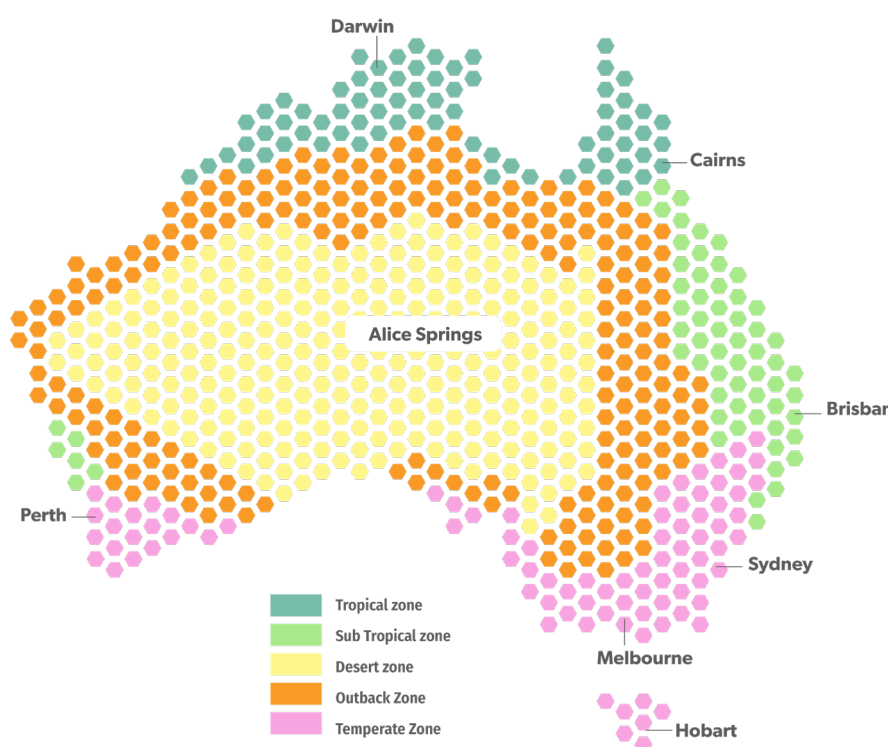 Darwin
Cairns
Alice Springs
Brisban
Perth
Sydney
Tropical zone
Sub Tropical zone
Desert zone
Outback Zone
Temperate Zone
Melbourne
Hobart